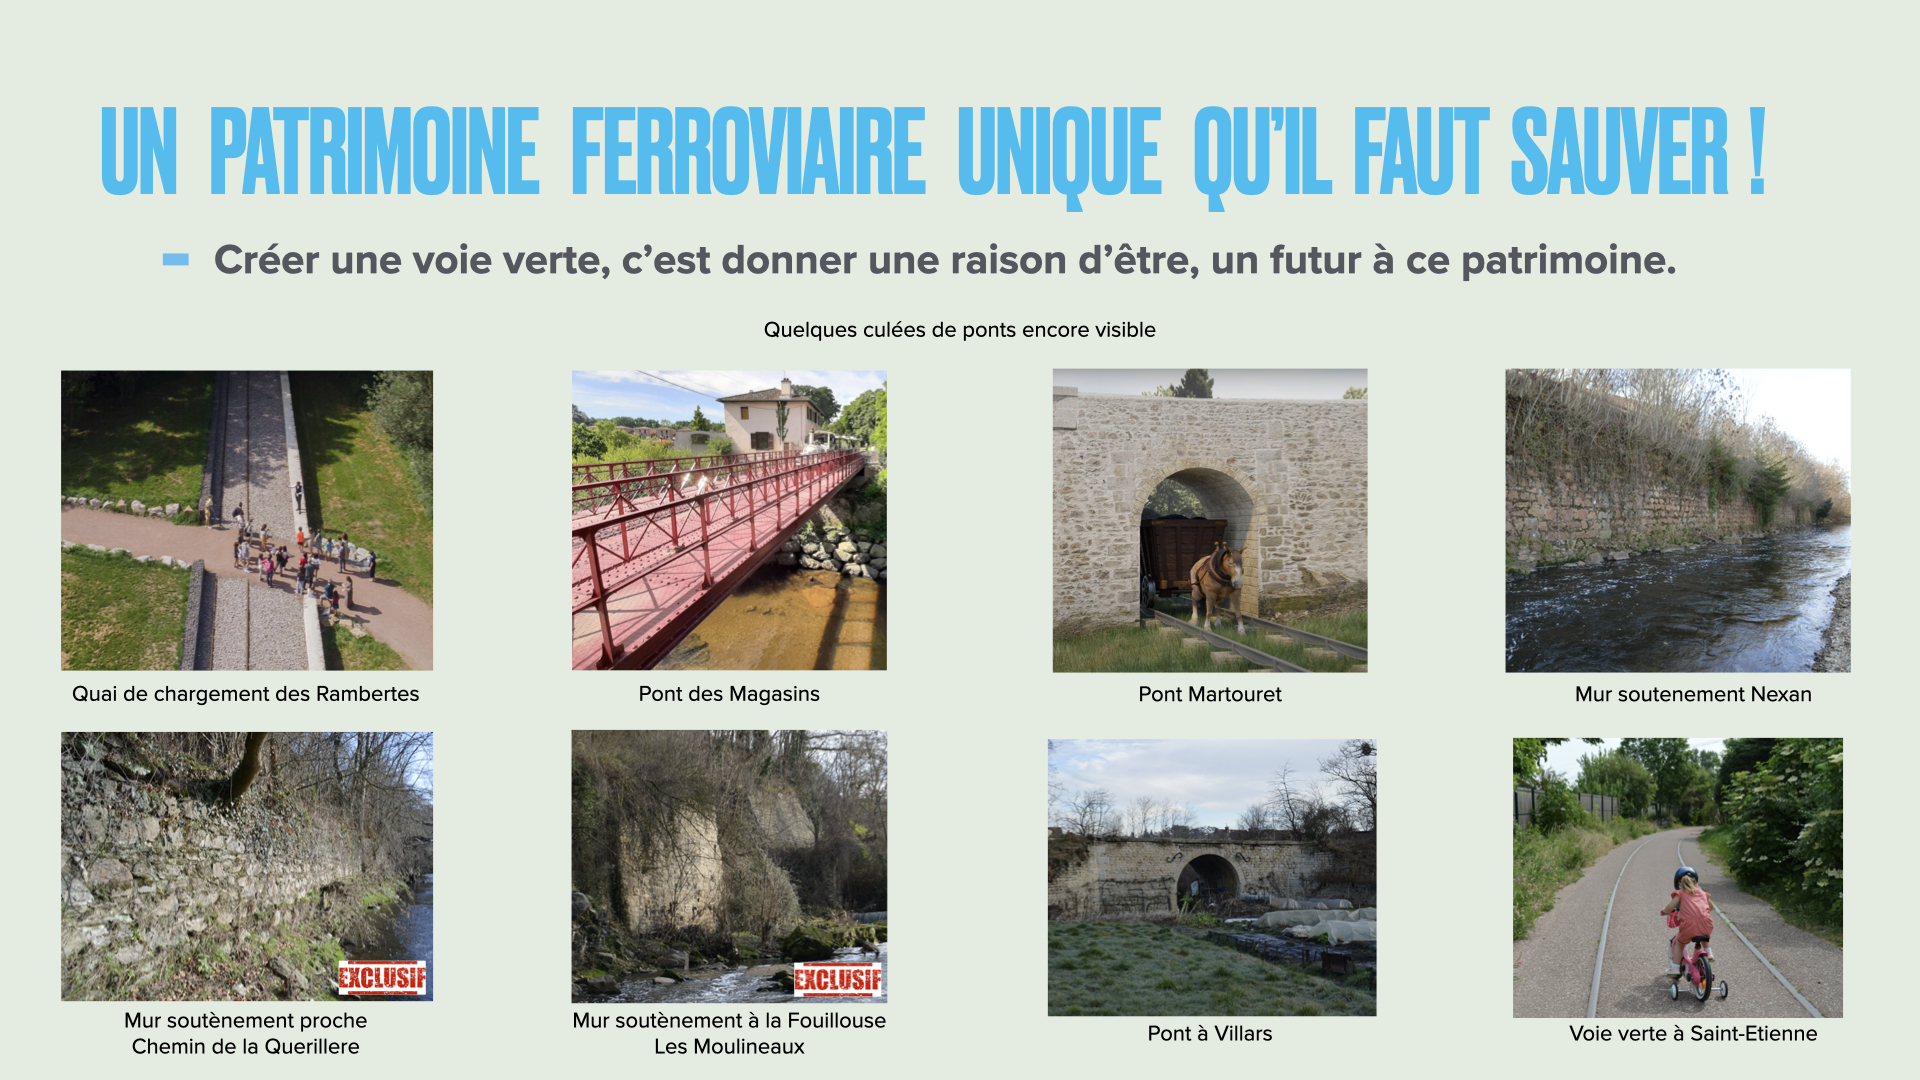 UN PATRIMOINE FERROVIAIRE UNIQUE QU'IL FAUT SAUVER !
Créer une voie verte, c'est donner une raison d'être, un futur à ce patrimoine.
Quelques culées de ponts encore visible
Quai de chargement des Rambertes
Pont des Magasins
Pont Martouret
Mur soutenement Nexan
EXCLUSIF
EXCLUSIF
Mur soutènement proche
Chemin de la Querillere
Mur soutènement à la Fouillouse
Les Moulineaux
Pont à Villars
Voie verte à Saint-Etienne